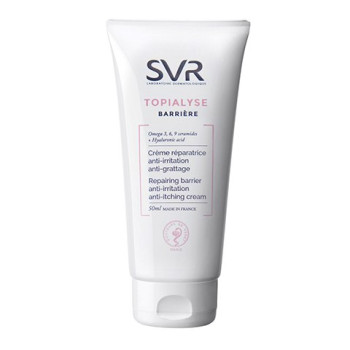 SVR
LABORATOIRE DERMATOLOGIQUE
TOPIALYSE
BARRIÈRE
Omega 3, 6, 9 ceramides
+ Hyaluronic acid
Crème réparatrice
anti-irritation
anti-grattage
Repairing barrier
anti-irritation
anti-itching cream
50ml MADE IN FRANCE